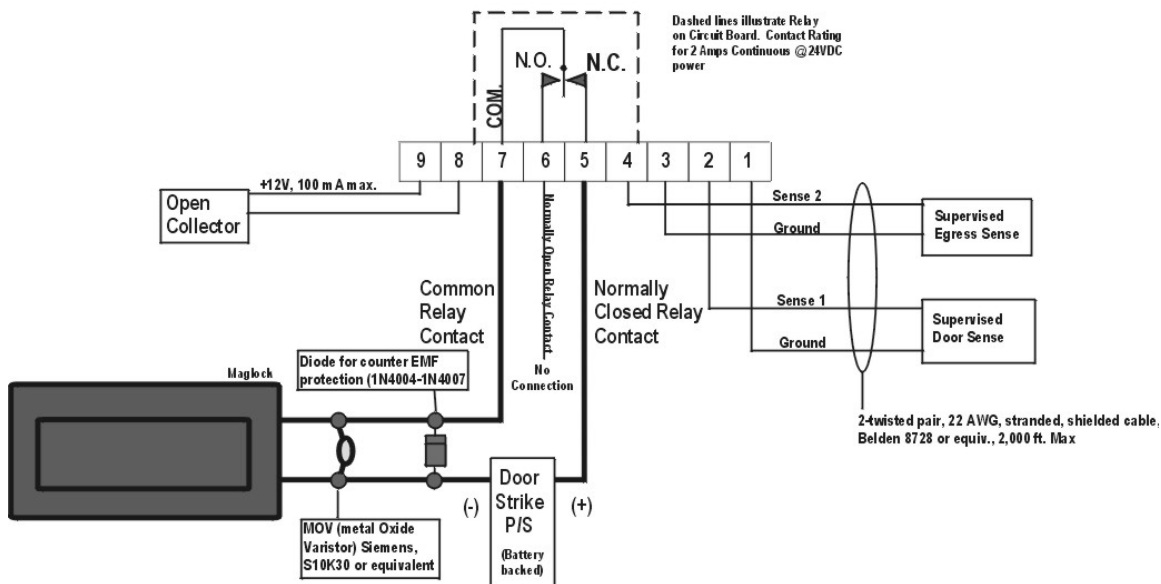 Dashed lines illustrate Relay
on Circuit Board. Contact Rating
for 2 Amps Continuous @24VDC
power
N.O.
N.C.
COM.
9 8 7 6 5 4 3 2 1
+12V, 100 mA max.
Open
Collector
Sense 2
Ground
Supervised
Egress Sense
Sense 1
Ground
Supervised
Door Sense
Common
Relay
Contact
Normally Open Relay Contact
No
Connection
Normally
Closed Relay
Contact
Maglock
Diode for counter EMF
protection (1N4004-1N4007
2-twisted pair, 22 AWG, stranded, shielded cable,
Belden 8728 or equiv., 2,000 ft. Max
(-)
Door
Strike
P/S
(Battery
backed)
(+)
MOV (metal Oxide
Varistor) Siemens,
S10K30 or equivalent